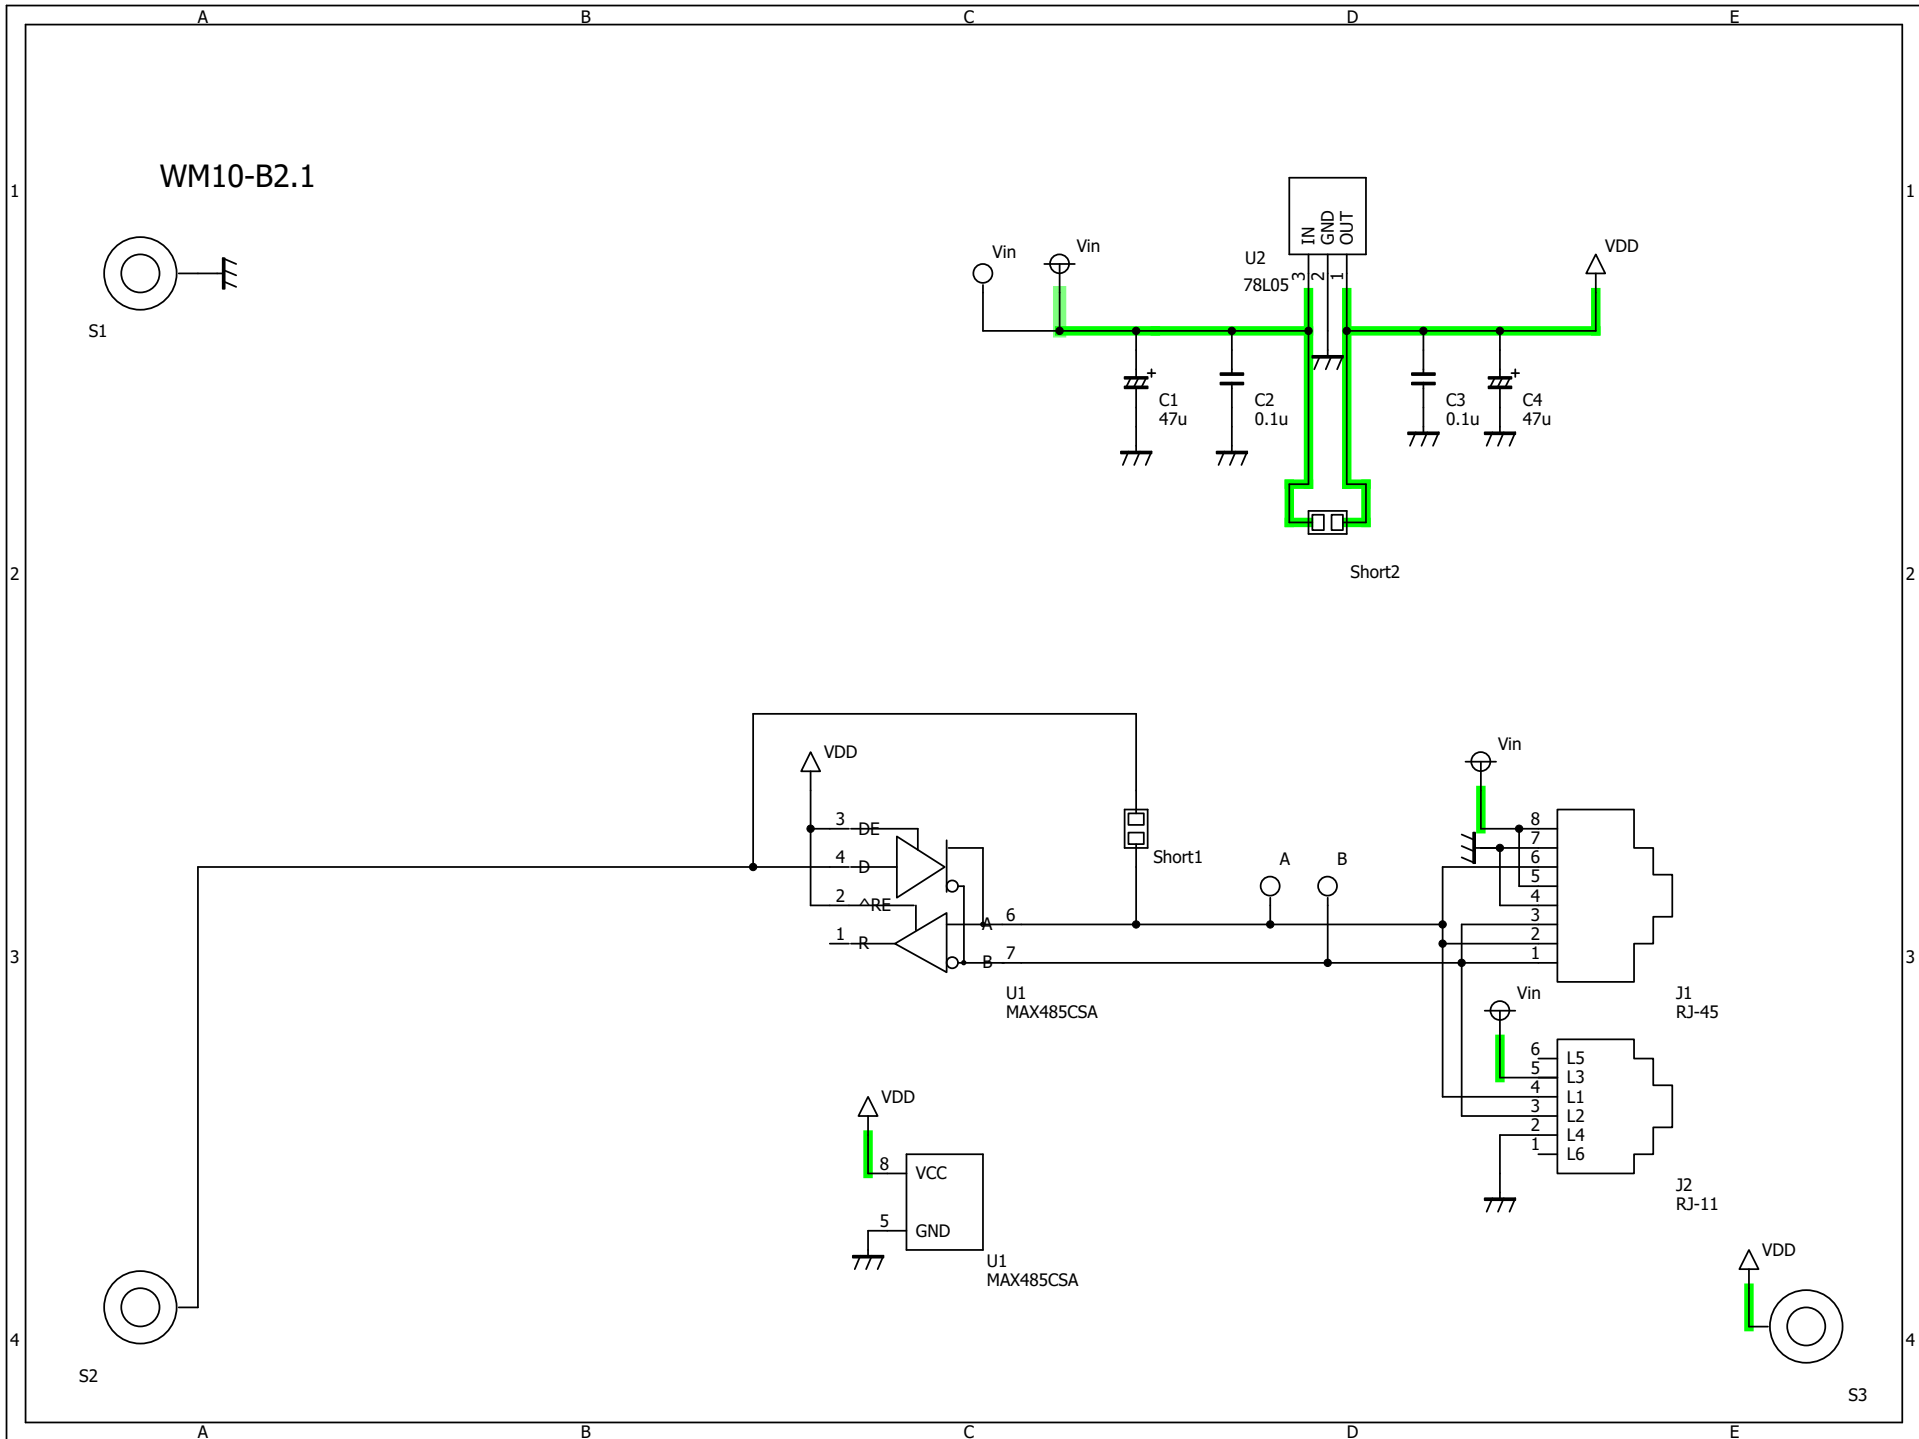 A B C D E
1 1
WM10-B2.1
S1
Vin
Vin
IN
GND
OUT
3 2 1
U2
78L05
VDD
+
C1
47u
C2
0.1u
C3
0.1u
+
C4
47u
2 2
Short2
VDD
3 DE
4 D
2 ^RE
1 R
A 6
B 7
U1
MAX485CSA
Short1
A B
Vin
8
7
6
5
4
3
2
1
J1
RJ-45
3 3
Vin
6 L5
5 L3
4 L1
3 L2
2 L4
1 L6
J2
RJ-11
VDD
8 VCC
5 GND
U1
MAX485CSA
VDD
4 4
S2
S3
A B C D E